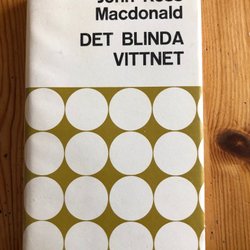 John Ross
Macdonald
DET BLINDA
VITTNET